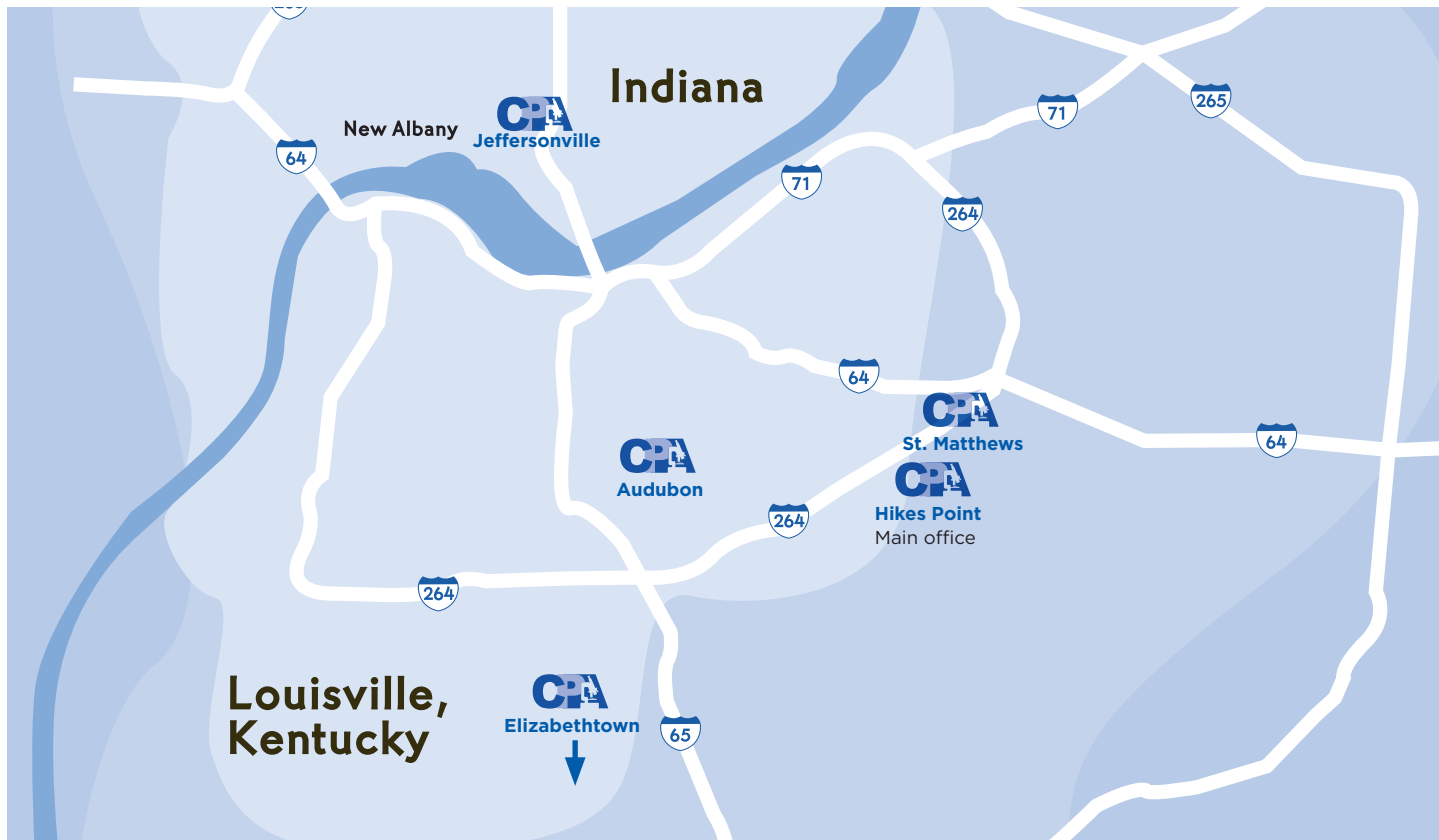 Indiana
71
265
CPA
New Albany
Jeffersonville
64
71
264
64
CPA
St. Matthews
64
CPA
Audubon
CPA
Hikes Point
Main office
264
264
Louisville,
Kentucky
CPA
Elizabethtown
65